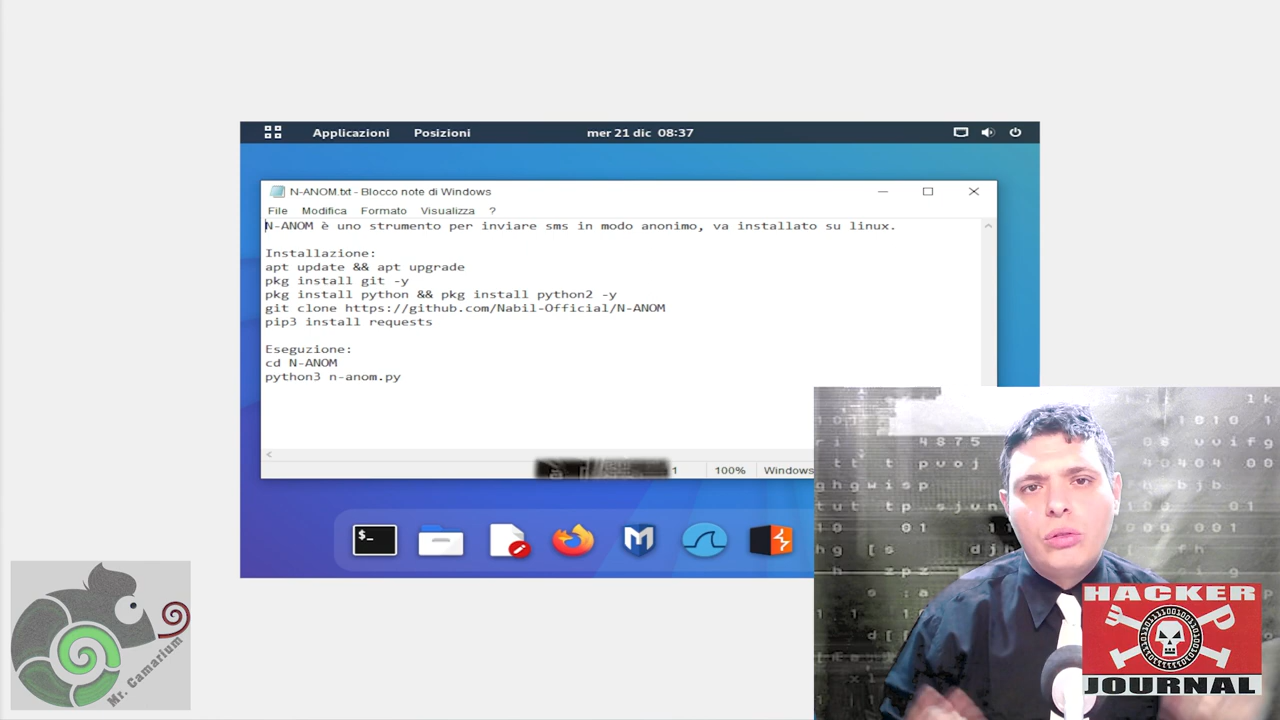 Applicazioni Posizioni mer 21 dic 08:37
N-ANOM.txt - Blocco note di Windows
File Modifica Formato Visualizza ?
N-ANOM è uno strumento per inviare sms in modo anonimo, va installato su linux.
Installazione:
apt update && apt upgrade
pkg install git -y
pkg install python && pkg install python2 -y
git clone https://github.com/Nabil-Official/N-ANOM
pip3 install requests
Esecuzione:
cd N-ANOM
python3 n-anom.py
1 100% Windows
$_
Mr. Camarium
HACKER
JOURNAL